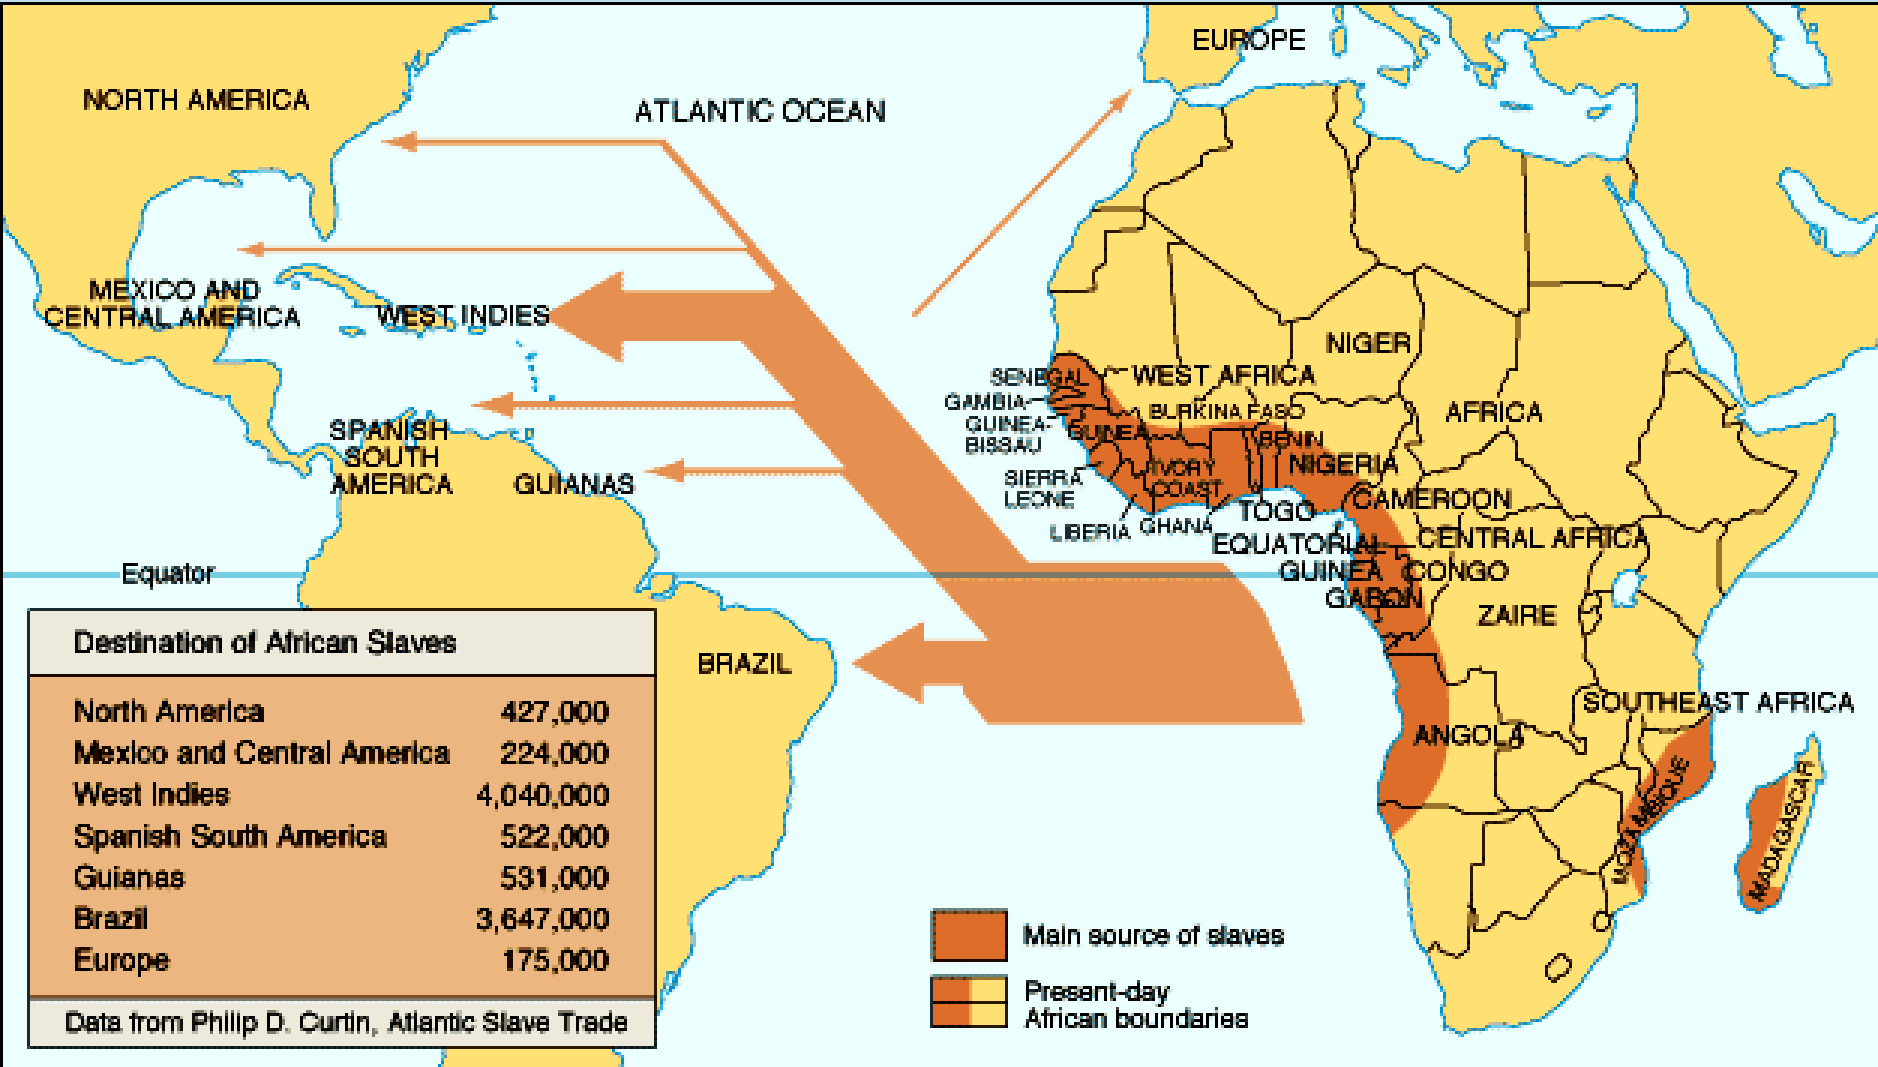 EUROPE
NORTH AMERICA
ATLANTIC OCEAN
MEXICO AND
CENTRAL AMERICA
WEST INDIES
NIGER
SENEGAL
WEST AFRICA
GAMBIA
BURKINA FASO
AFRICA
GUINEA-
BISSAU
GUINEA
BENIN
SPANISH
SOUTH
AMERICA
GUIANAS
SIERRA
LEONE
IVORY
COAST
NIGERIA
CAMEROON
LIBERIA
GHANA
TOGO
EQUATORIAL
GUINEA
CENTRAL AFRICA
CONGO
GABON
Equator
ZAIRE
BRAZIL
SOUTHEAST AFRICA
ANGOLA
MOZAMBIQUE
MADAGASCAR
Destination of African Slaves
North America 427,000
Mexico and Central America 224,000
West Indies 4,040,000
Spanish South America 522,000
Guianas 531,000
Brazil 3,647,000
Europe 175,000
Data from Philip D. Curtin, Atlantic Slave Trade
Main source of slaves
Present-day
African boundaries